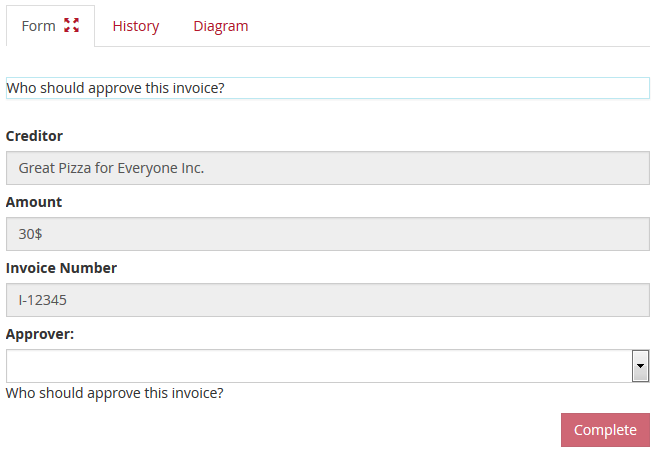 Form
History
Diagram
Who should approve this invoice?
Creditor
Great Pizza for Everyone Inc.
Amount
30$
Invoice Number
I-12345
Approver:
Who should approve this invoice?
Complete